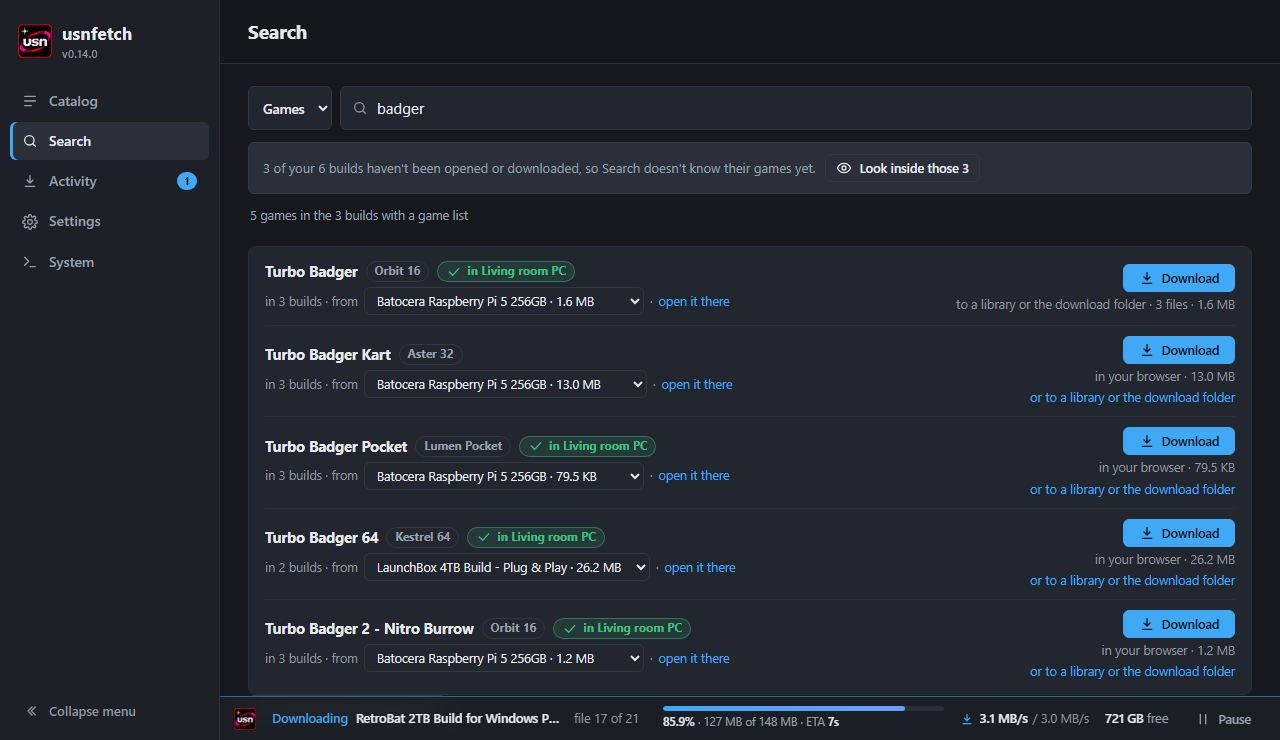 usn
usnfetch
v0.14.0
Catalog
Search
Activity
1
Settings
System
Collapse menu
Search
Games
badger
3 of your 6 builds haven't been opened or downloaded, so Search doesn't know their games yet.
Look inside those 3
5 games in the 3 builds with a game list
Turbo Badger Orbit 16 in Living room PC
in 3 builds · from Batocera Raspberry Pi 5 256GB · 1.6 MB · open it there
Download
to a library or the download folder · 3 files · 1.6 MB
Turbo Badger Kart Aster 32
in 3 builds · from Batocera Raspberry Pi 5 256GB · 13.0 MB · open it there
Download
in your browser · 13.0 MB
or to a library or the download folder
Turbo Badger Pocket Lumen Pocket in Living room PC
in 3 builds · from Batocera Raspberry Pi 5 256GB · 79.5 KB · open it there
Download
in your browser · 79.5 KB
or to a library or the download folder
Turbo Badger 64 Kestrel 64 in Living room PC
in 2 builds · from LaunchBox 4TB Build - Plug & Play · 26.2 MB · open it there
Download
in your browser · 26.2 MB
or to a library or the download folder
Turbo Badger 2 - Nitro Burrow Orbit 16 in Living room PC
in 3 builds · from Batocera Raspberry Pi 5 256GB · 1.2 MB · open it there
Download
in your browser · 1.2 MB
or to a library or the download folder
usn
Downloading RetroBat 2TB Build for Windows P... file 17 of 21
85.9% · 127 MB of 148 MB · ETA 7s
3.1 MB/s / 3.0 MB/s 721 GB free Pause